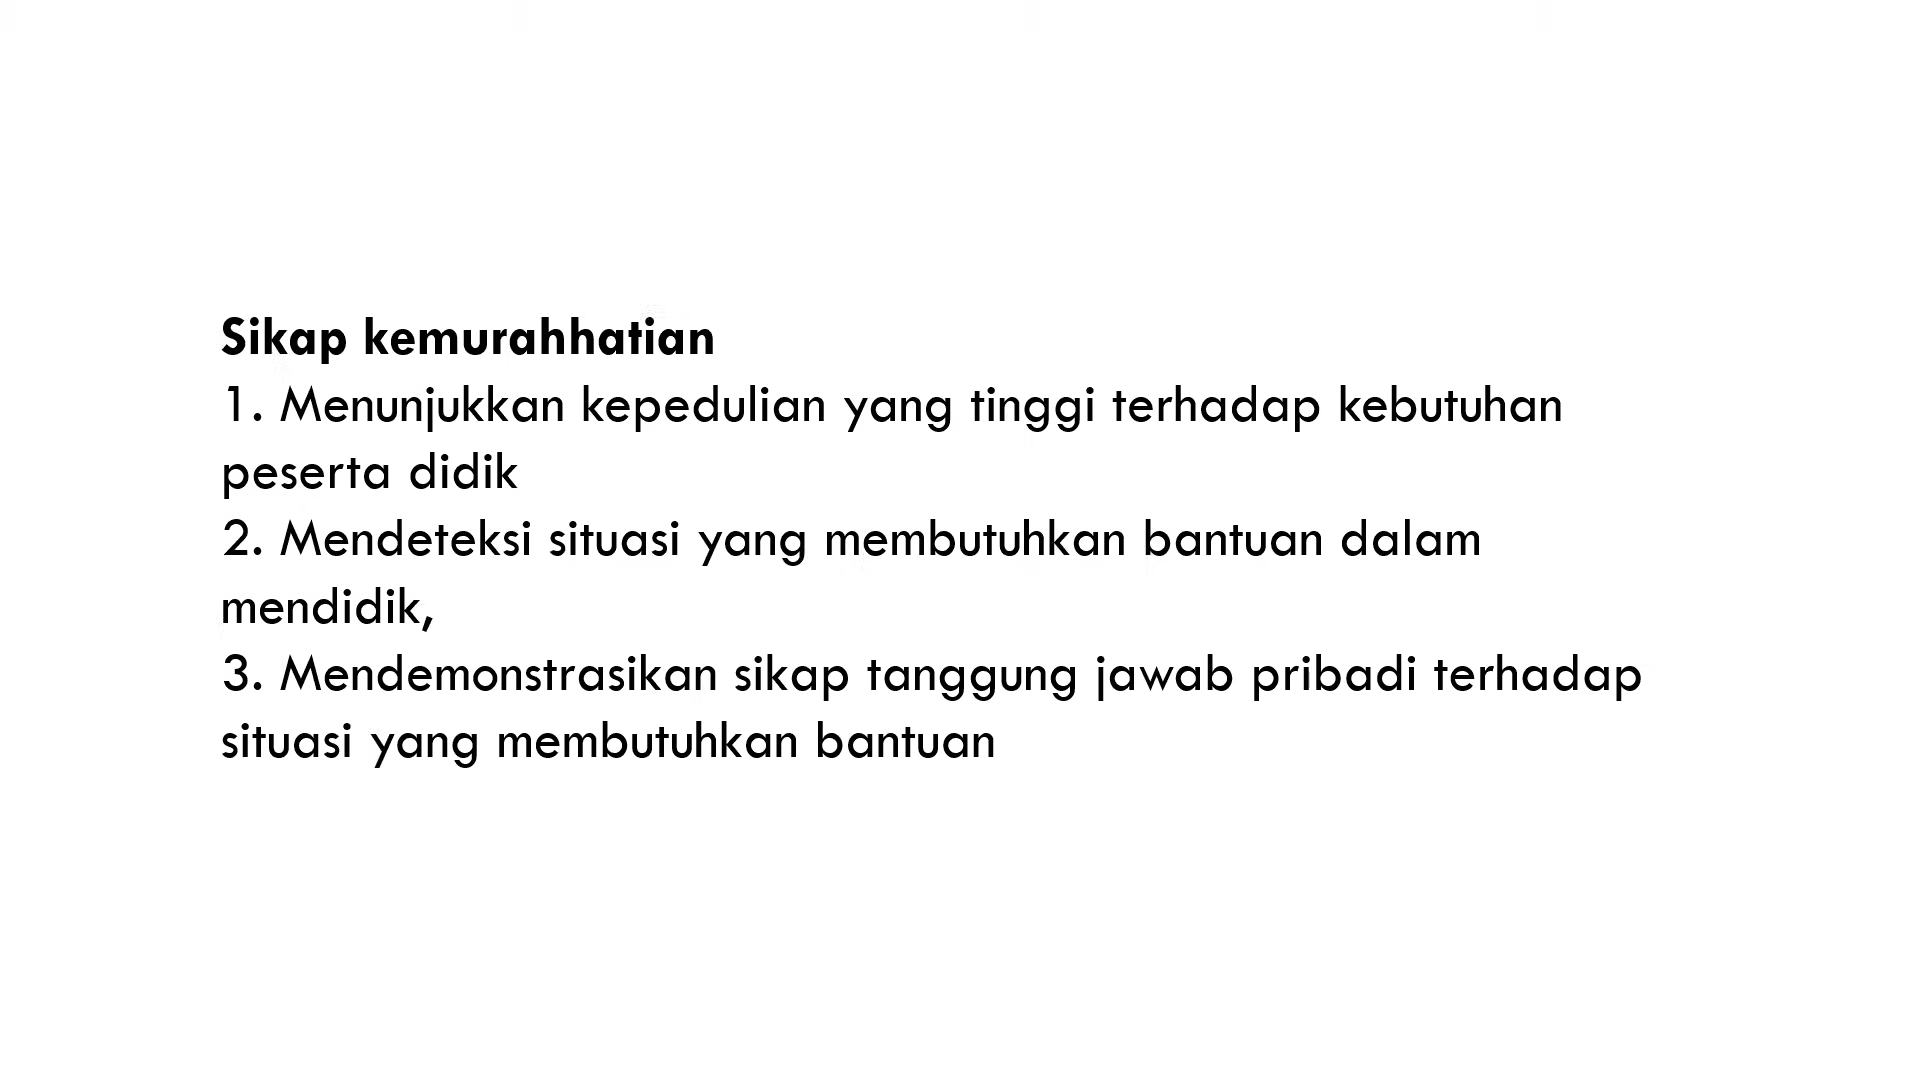 Sikap kemurahhatian
1. Menunjukkan kepedulian yang tinggi terhadap kebutuhan
peserta didik
2. Mendeteksi situasi yang membutuhkan bantuan dalam
mendidik,
3. Mendemonstrasikan sikap tanggung jawab pribadi terhadap
situasi yang membutuhkan bantuan